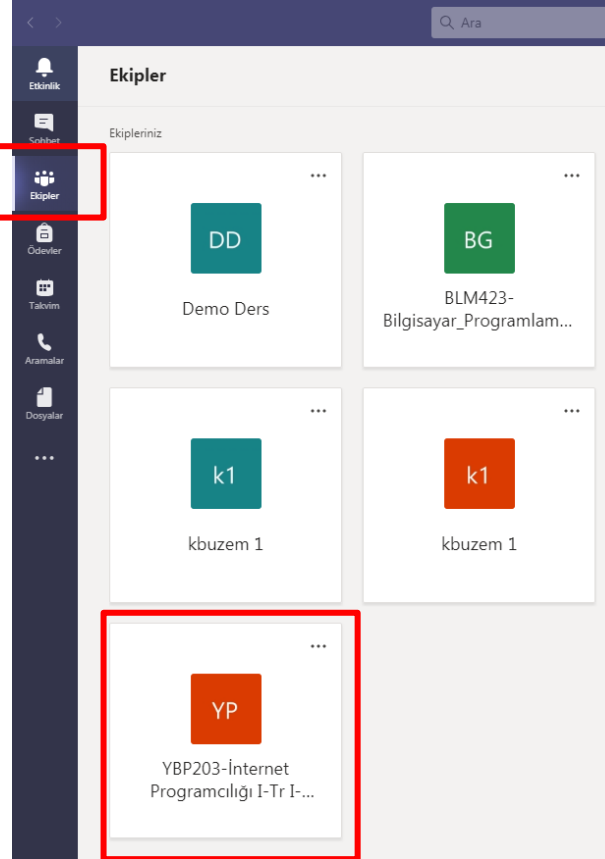 Ara
Etkinlik
Sohbet
Ekipler
Ödevler
Takvim
Aramalar
Dosyalar
Ekipler
Ekipleriniz
DD
Demo Ders
BG
BLM423-
Bilgisayar_Programlam...
k1
kbuzem 1
k1
kbuzem 1
YP
YBP203-İnternet
Programcılığı I-Tr I-...